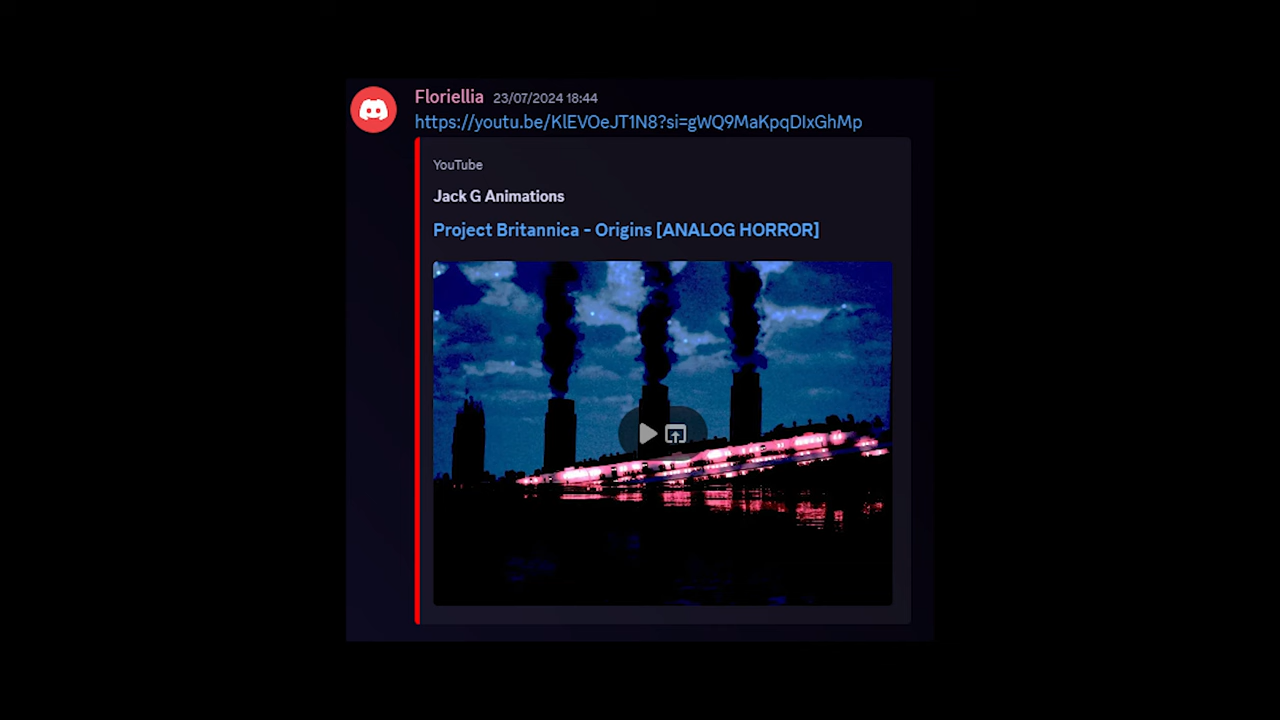 Floriellia 23/07/2024 18:44
https://youtu.be/KlEVOeJT1N8?si=gWQ9MaKpqDIxGhMp
YouTube
Jack G Animations
Project Britannica - Origins [ANALOG HORROR]